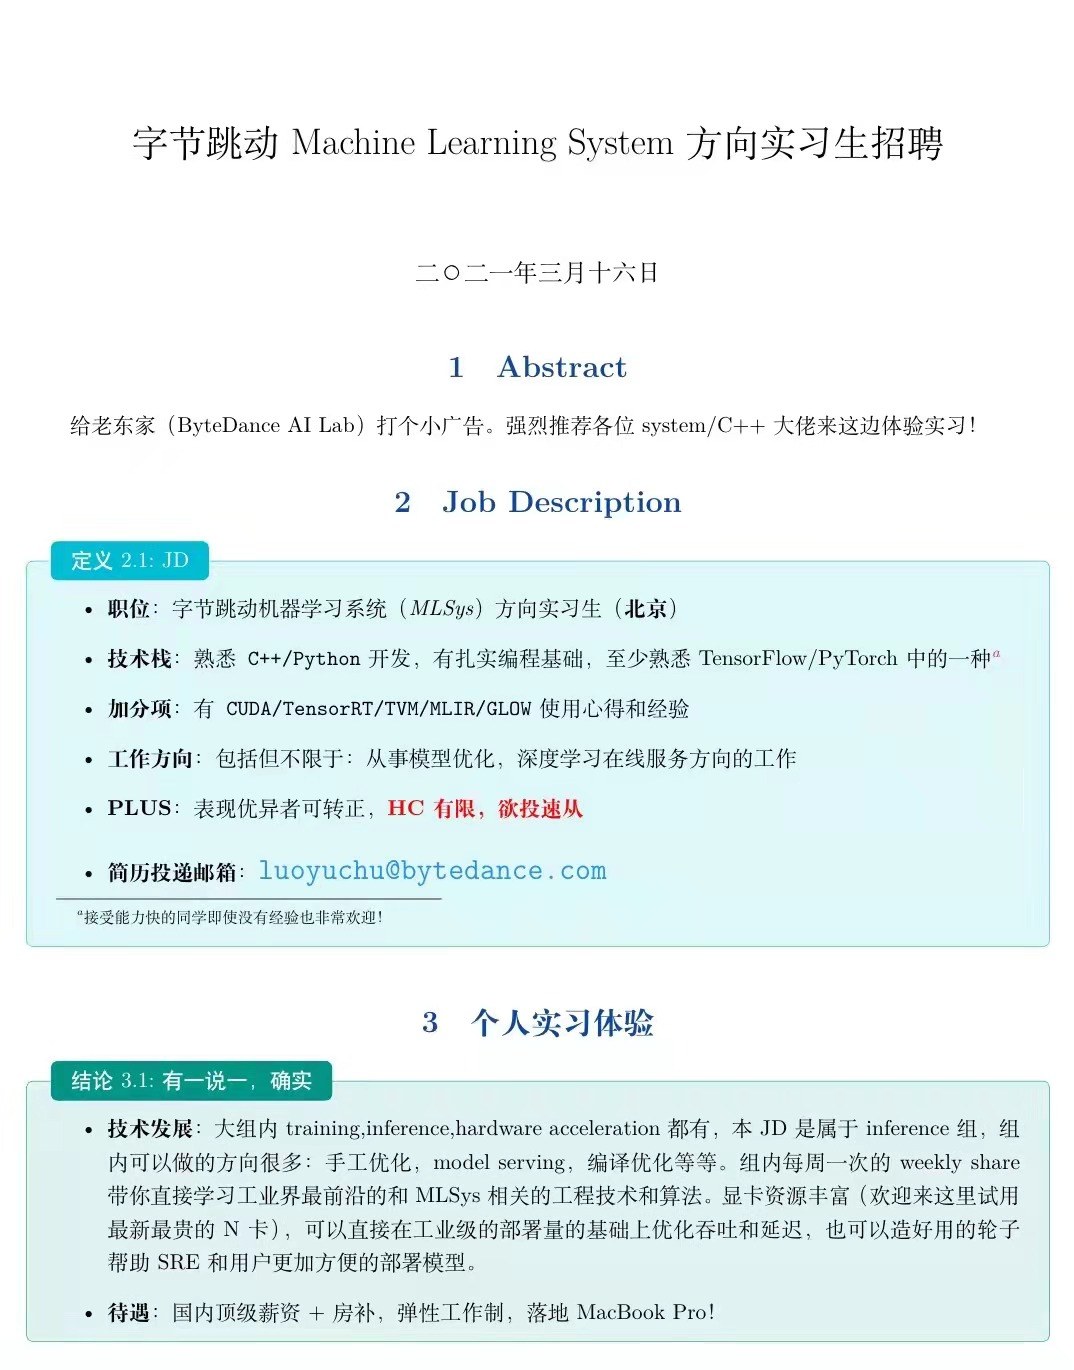 字节跳动 Machine Learning System 方向实习生招聘
二〇二一年三月十六日
1 Abstract
给老东家（ByteDance AI Lab）打个小广告。强烈推荐各位 system/C++ 大佬来这边体验实习！
2 Job Description
定义 2.1: JD
• 职位：字节跳动机器学习系统（MLSys）方向实习生（北京）
• 技术栈：熟悉 C++/Python 开发，有扎实编程基础，至少熟悉 TensorFlow/PyTorch 中的一种a
• 加分项：有 CUDA/TensorRT/TVM/MLIR/GLOW 使用心得和经验
• 工作方向：包括但不限于：从事模型优化，深度学习在线服务方向的工作
• PLUS：表现优异者可转正，HC 有限，欲投速从
• 简历投递邮箱：luoyuchu@bytedance.com
a接受能力快的同学即使没有经验也非常欢迎！
3 个人实习体验
结论 3.1: 有一说一，确实
• 技术发展：大组内 training,inference,hardware acceleration 都有，本 JD 是属于 inference 组，组
内可以做的方向很多：手工优化，model serving，编译优化等等。组内每周一次的 weekly share
带你直接学习工业界最前沿的和 MLSys 相关的工程技术和算法。显卡资源丰富（欢迎来这里试用
最新最贵的 N 卡），可以直接在工业级的部署量的基础上优化吞吐和延迟，也可以造好用的轮子
帮助 SRE 和用户更加方便的部署模型。
• 待遇：国内顶级薪资 + 房补，弹性工作制，落地 MacBook Pro！